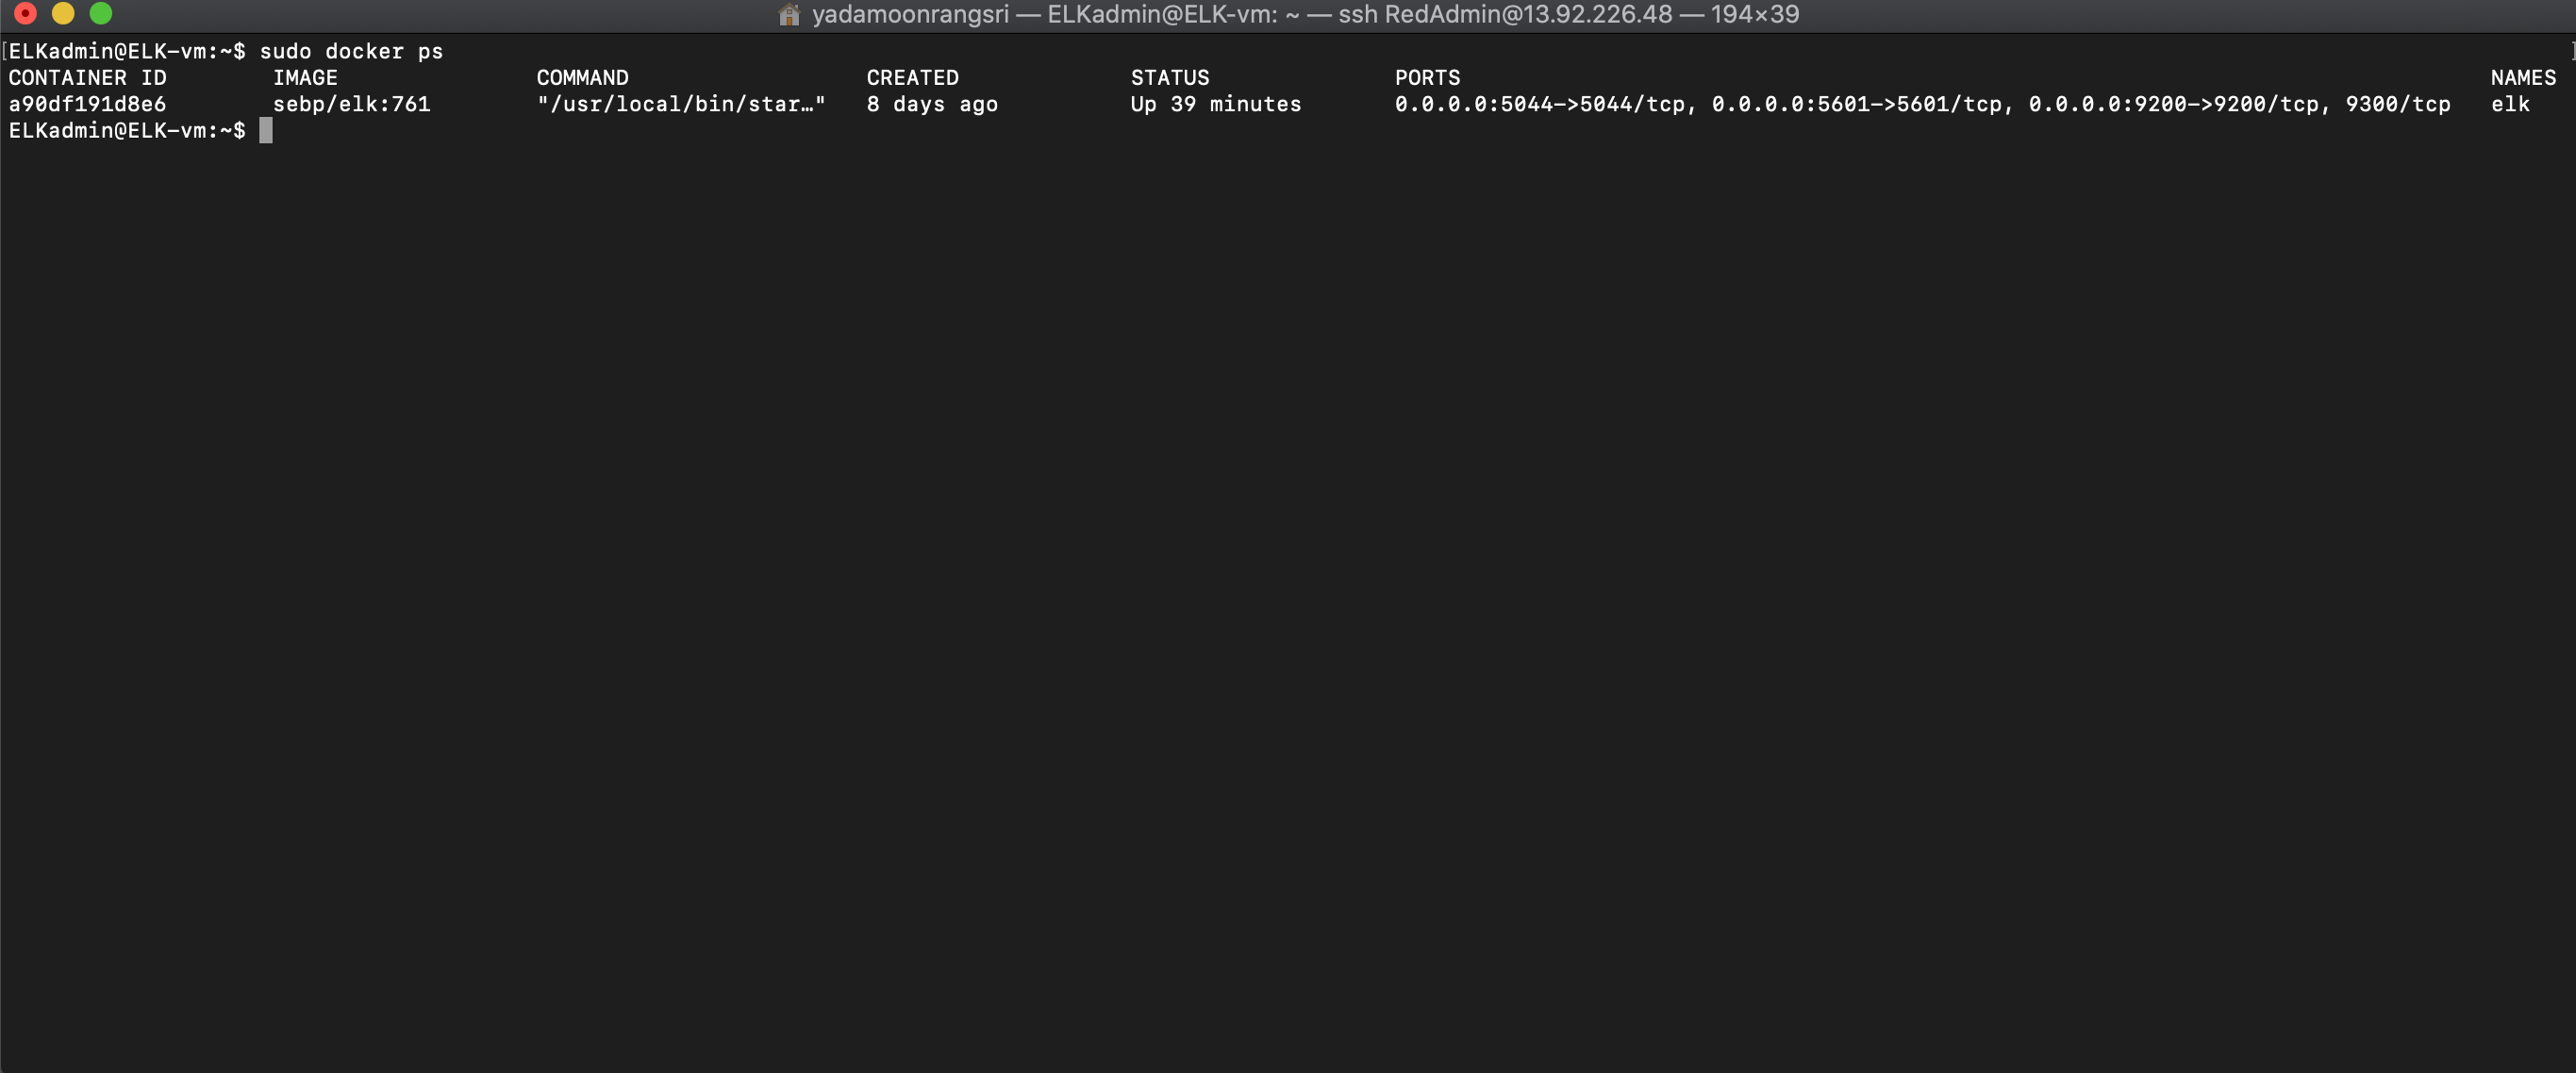 yadamoonrangsri — ELKadmin@ELK-vm: ~ — ssh RedAdmin@13.92.226.48 — 194×39
[ELKadmin@ELK-vm:~$ sudo docker ps ]
CONTAINER ID IMAGE COMMAND CREATED STATUS PORTS NAMES
a90df191d8e6 sebp/elk:761 "/usr/local/bin/star…" 8 days ago Up 39 minutes 0.0.0.0:5044->5044/tcp, 0.0.0.0:5601->5601/tcp, 0.0.0.0:9200->9200/tcp, 9300/tcp elk
ELKadmin@ELK-vm:~$